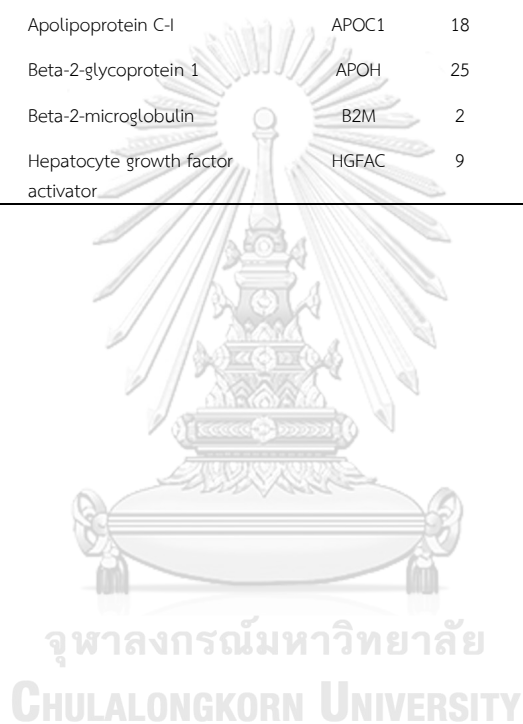 Apolipoprotein C-I APOC1 18
Beta-2-glycoprotein 1 APOH 25
Beta-2-microglobulin B2M 2
Hepatocyte growth factor HGFAC 9
activator
จุฬาลงกรณ์มหาวิทยาลัย
CHULALONGKORN UNIVERSITY